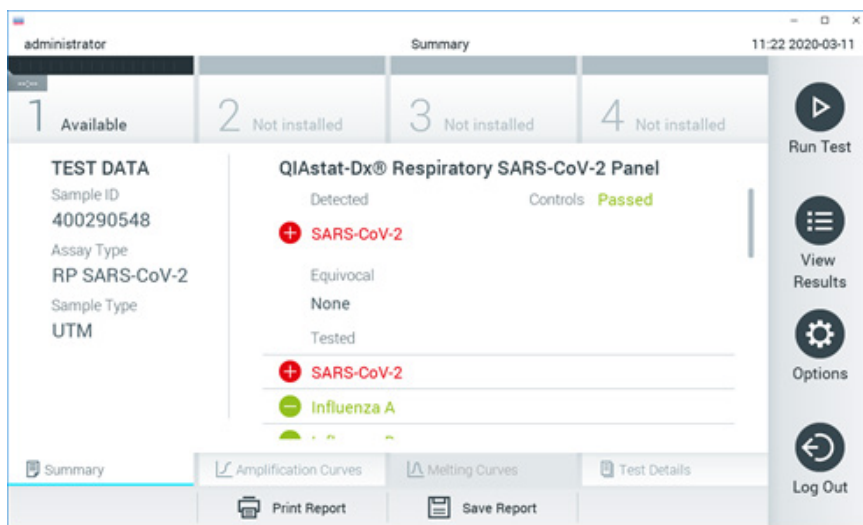 administrator
Summary
11:22 2020-03-11
--:--
1 Available
2 Not installed
3 Not installed
4 Not installed
Run Test
TEST DATA
Sample ID
400290548
Assay Type
RP SARS-CoV-2
Sample Type
UTM
QIAstat-Dx® Respiratory SARS-CoV-2 Panel
Detected
Controls Passed
SARS-CoV-2
Equivocal
None
Tested
SARS-CoV-2
Influenza A
View
Results
Options
Log Out
Summary
Amplification Curves
Melting Curves
Test Details
Print Report
Save Report